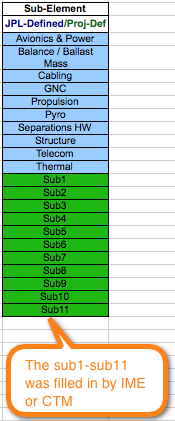 Sub-Element
JPL-Defined/Proj-Def
Avionics & Power
Balance / Ballast
Mass
Cabling
GNC
Propulsion
Pyro
Separations HW
Structure
Telecom
Thermal
Sub1
Sub2
Sub3
Sub4
Sub5
Sub6
Sub7
Sub8
Sub9
Sub10
Sub11
The sub1-sub11
was filled in by IME
or CTM